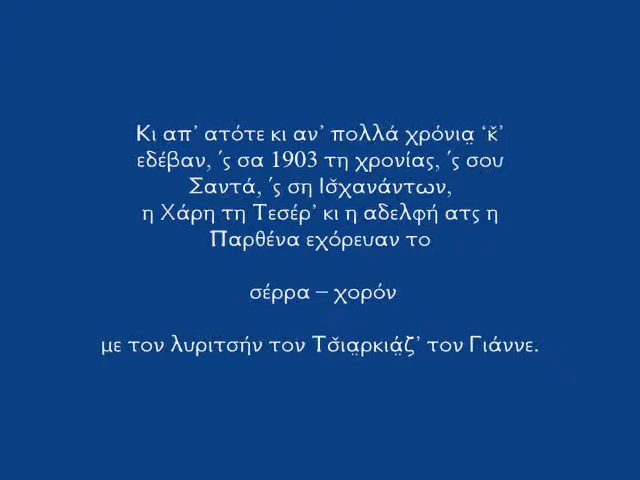 Κι απ’ ατότε κι αν’ πολλά χρόνια̤ ‘κ̌’
εδέβαν, ΄ς σα 1903 τη χρονίας, ΄ς σου
Σαντά, ΄ς ση Ισ̌χανάντων,
η Χάρη τη Τεσέρ’ κι η αδελφή ατς η
Παρθένα εχόρευαν το
σέρρα – χορόν
με τον λυριτσήν τον Τσ̌ια̤ρκιά̤ζ̌’ τον Γιάννε.